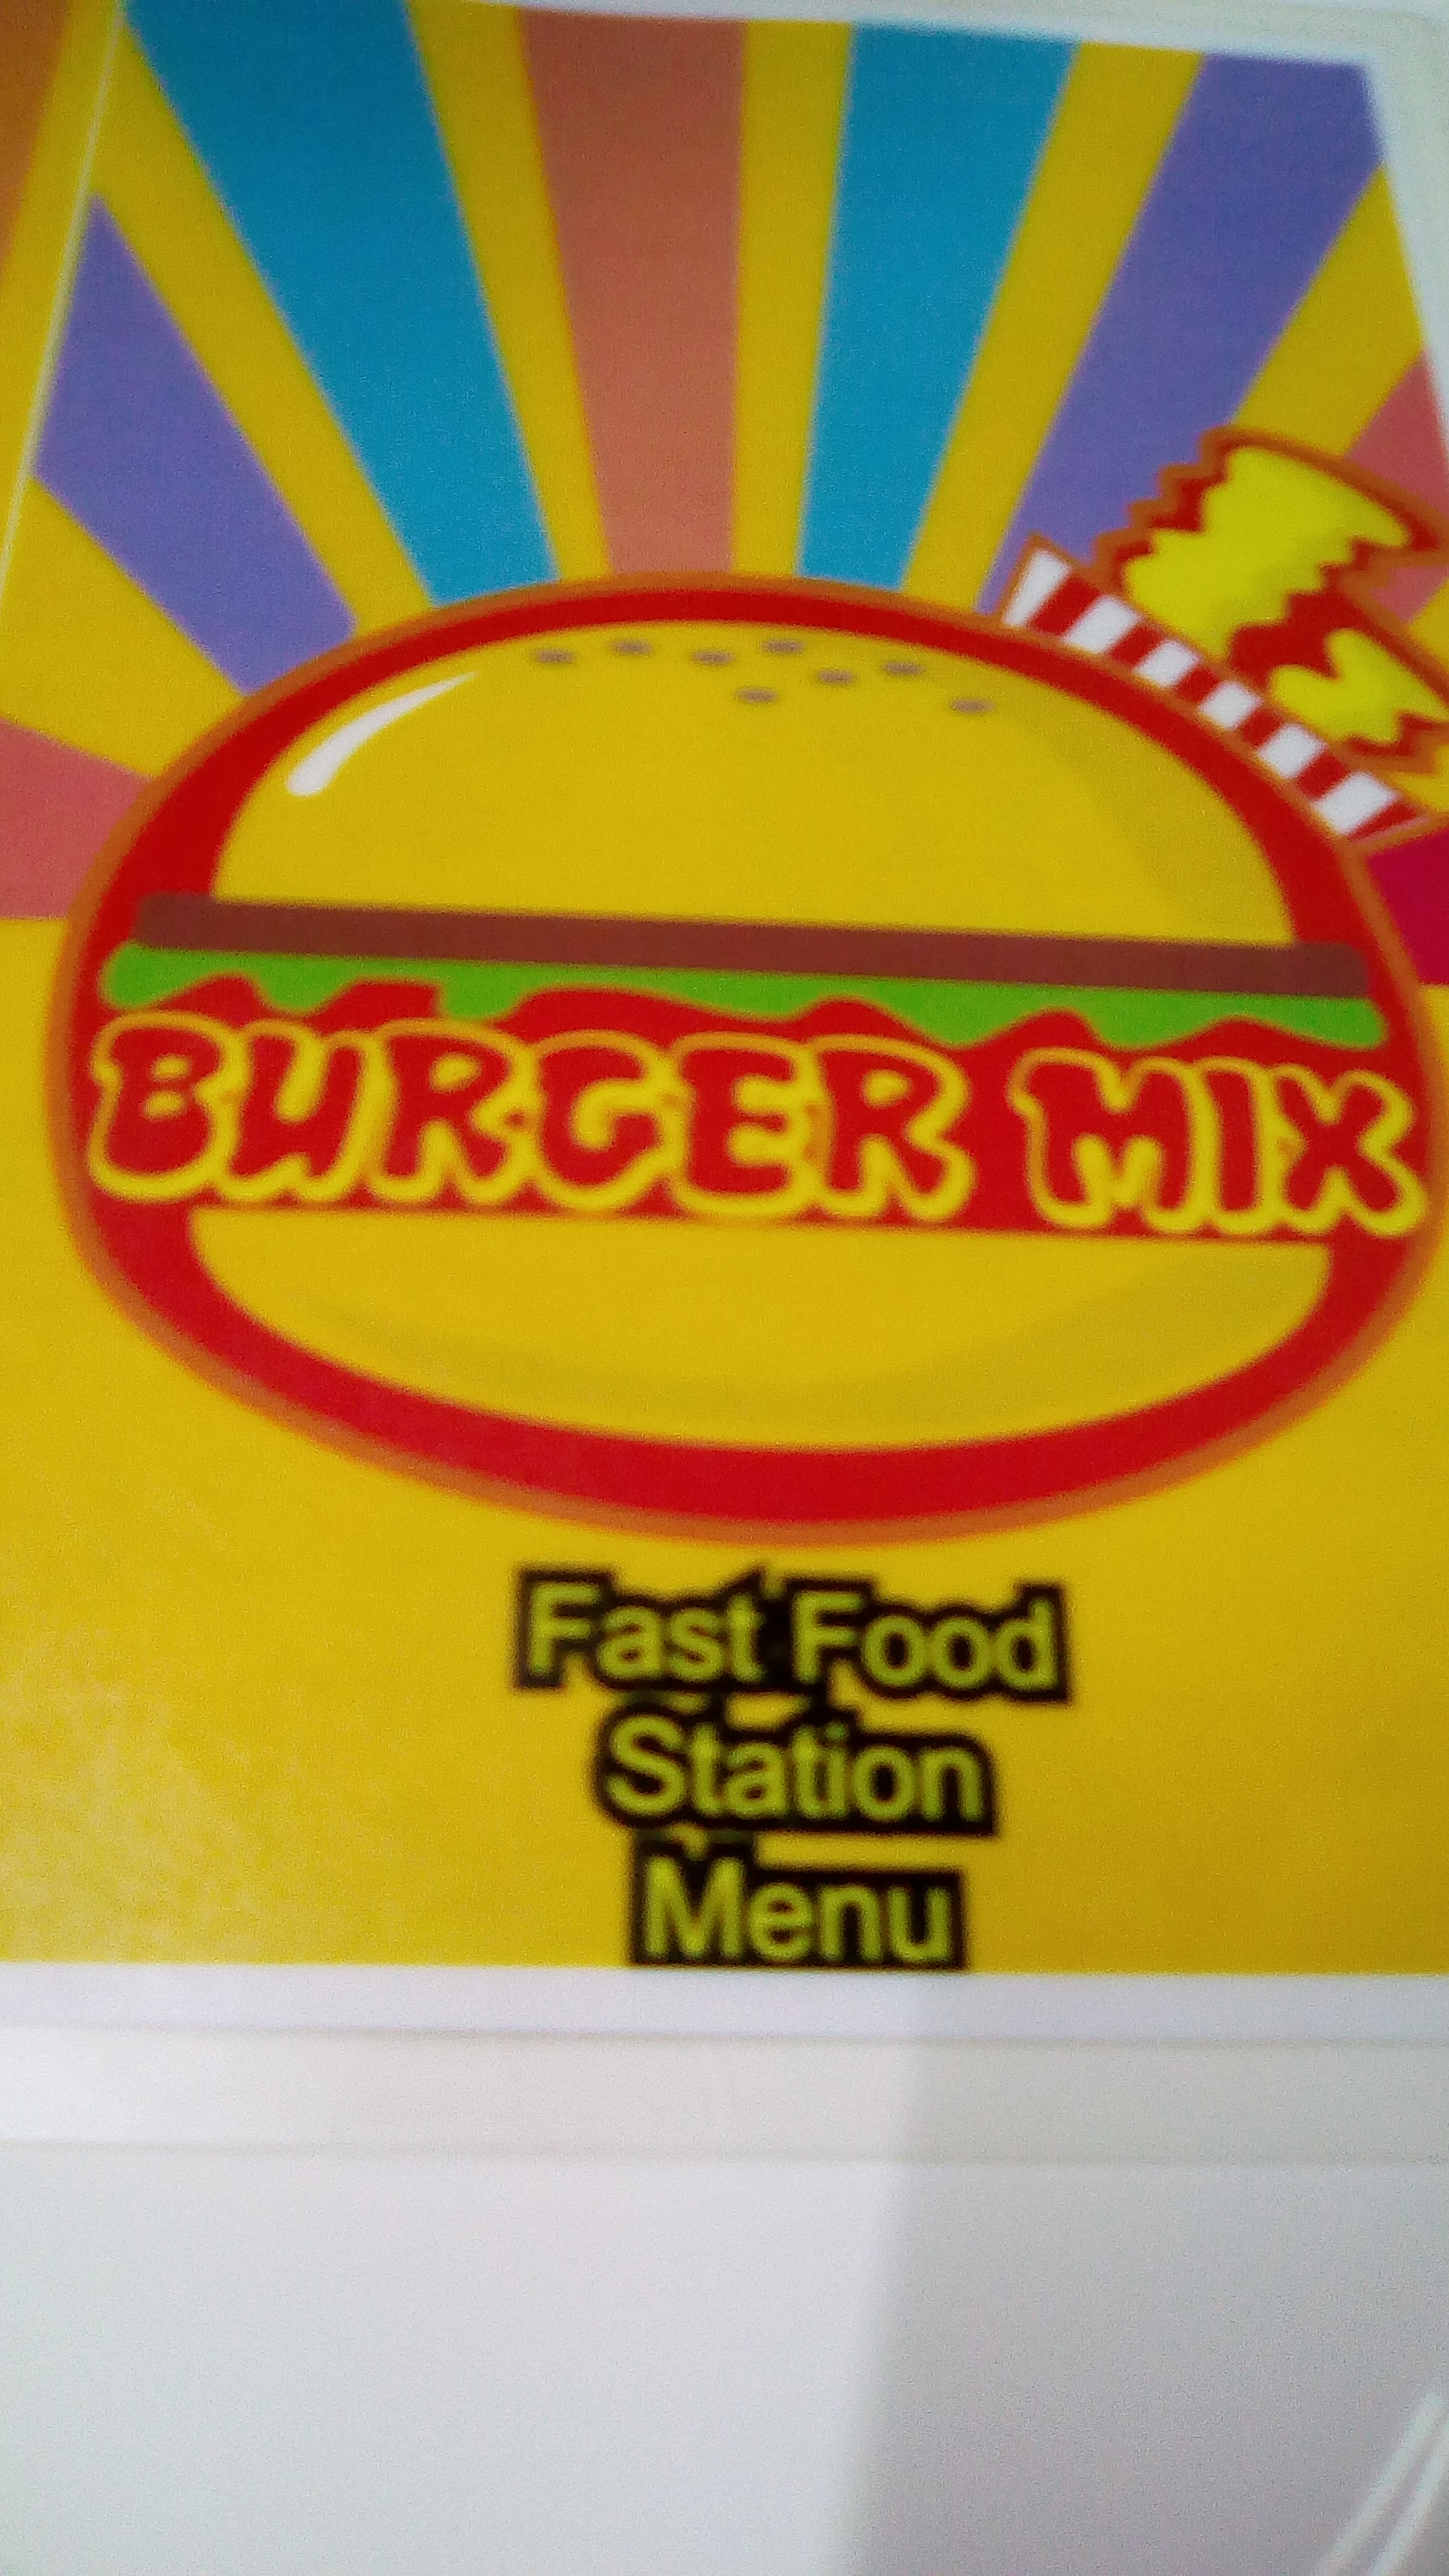 BURGER MIX
Fast Food
Station
Menu